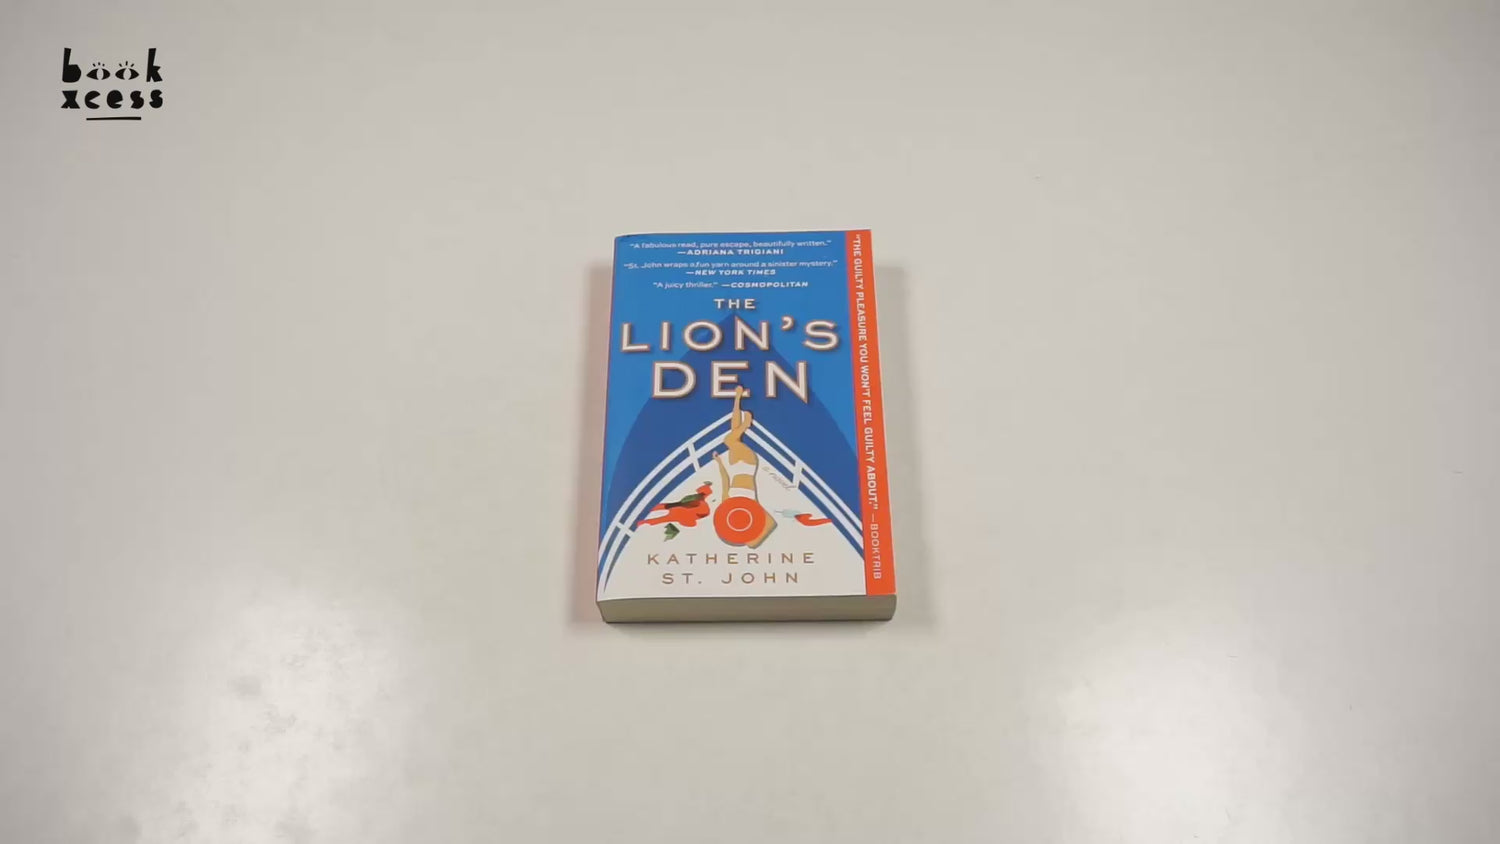 book
xcess
"A fabulous read, pure escape, beautifully written."
—ADRIANA TRIGIANI
"St. John wraps a fun yarn around a sinister mystery."
—NEW YORK TIMES
"A juicy thriller." —COSMOPOLITAN
THE
LION'S
DEN
a novel
KATHERINE
ST. JOHN
"THE GUILTY PLEASURE YOU WON'T FEEL GUILTY ABOUT." —BOOKTRIB